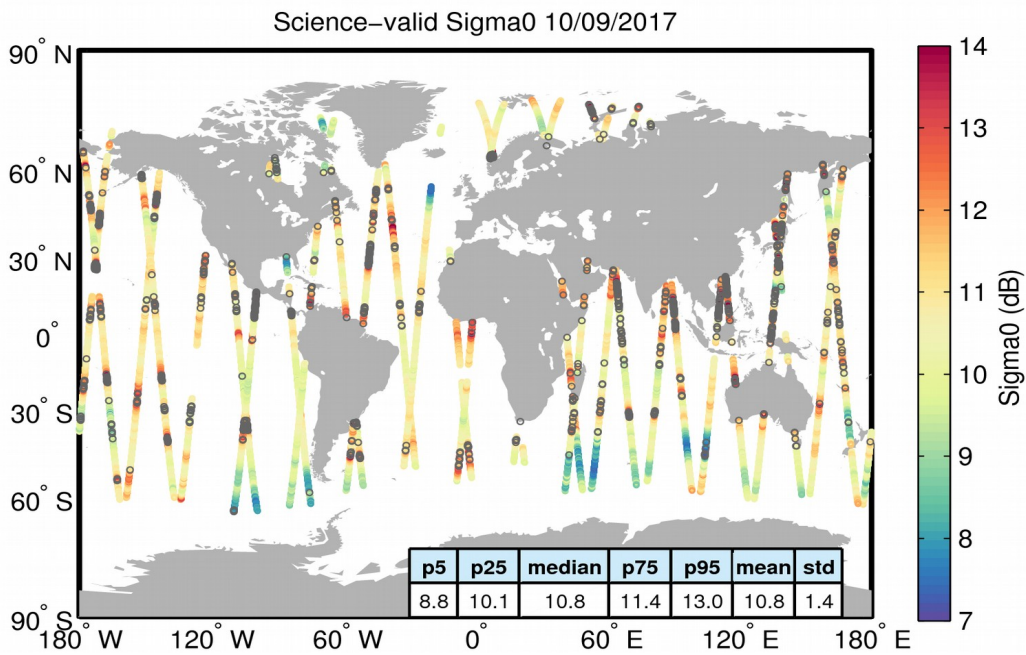 Science−valid Sigma0 10/09/2017
90° N
60° N
30° N
0°
30° S
60° S
90° S
180° W
120° W
60° W
0°
60° E
120° E
180° E
p5 p25 median p75 p95 mean std
8.8 10.1 10.8 11.4 13.0 10.8 1.4
14
13
12
11
10
9
8
7
Sigma0 (dB)